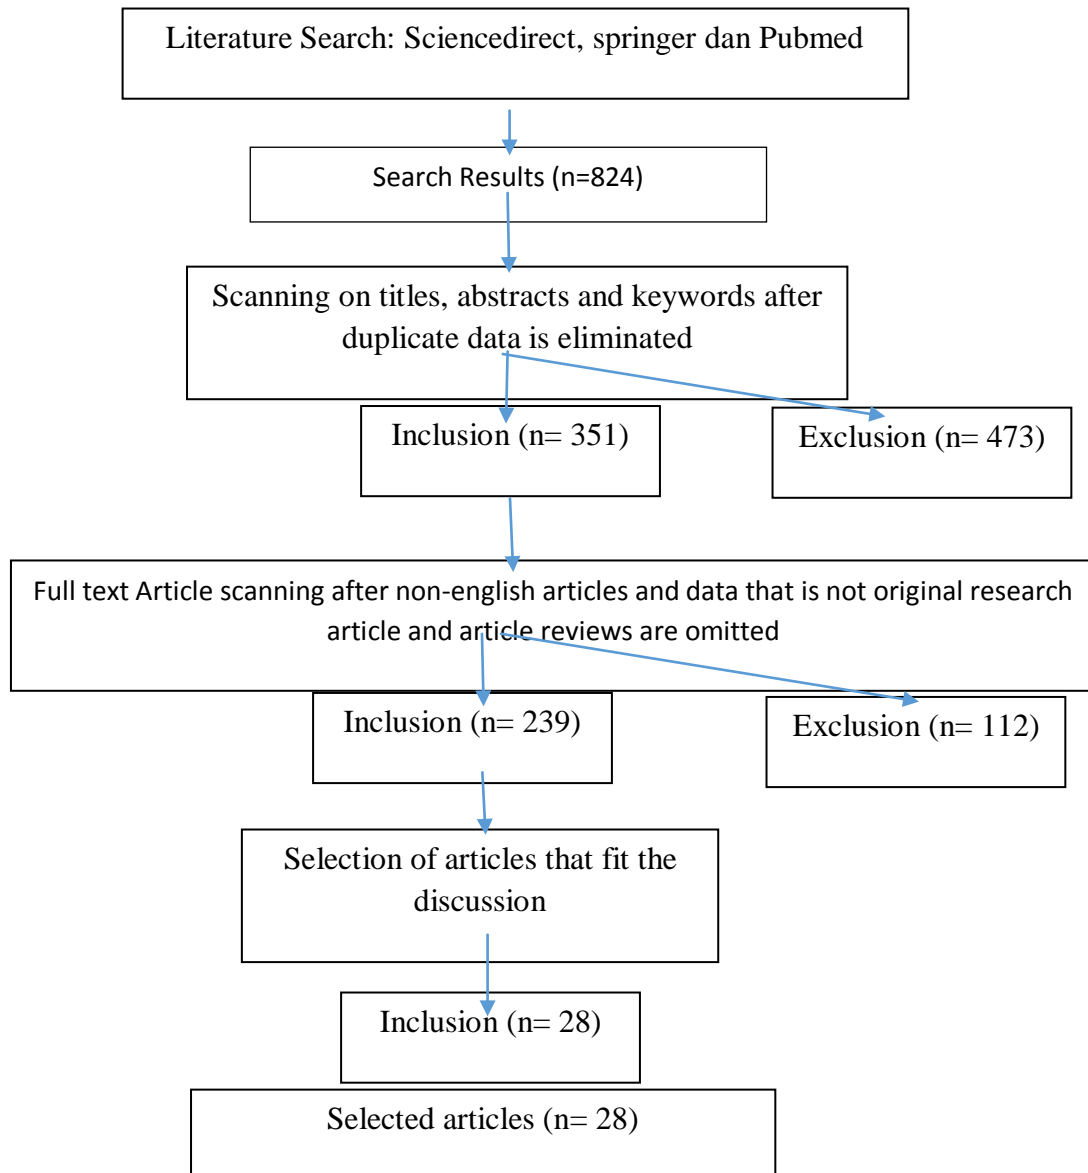 Literature Search: Sciencedirect, springer dan Pubmed
Search Results (n=824)
Scanning on titles, abstracts and keywords after
duplicate data is eliminated
Inclusion (n= 351)
Exclusion (n= 473)
Full text Article scanning after non-english articles and data that is not original research
article and article reviews are omitted
Inclusion (n= 239)
Exclusion (n= 112)
Selection of articles that fit the
discussion
Inclusion (n= 28)
Selected articles (n= 28)